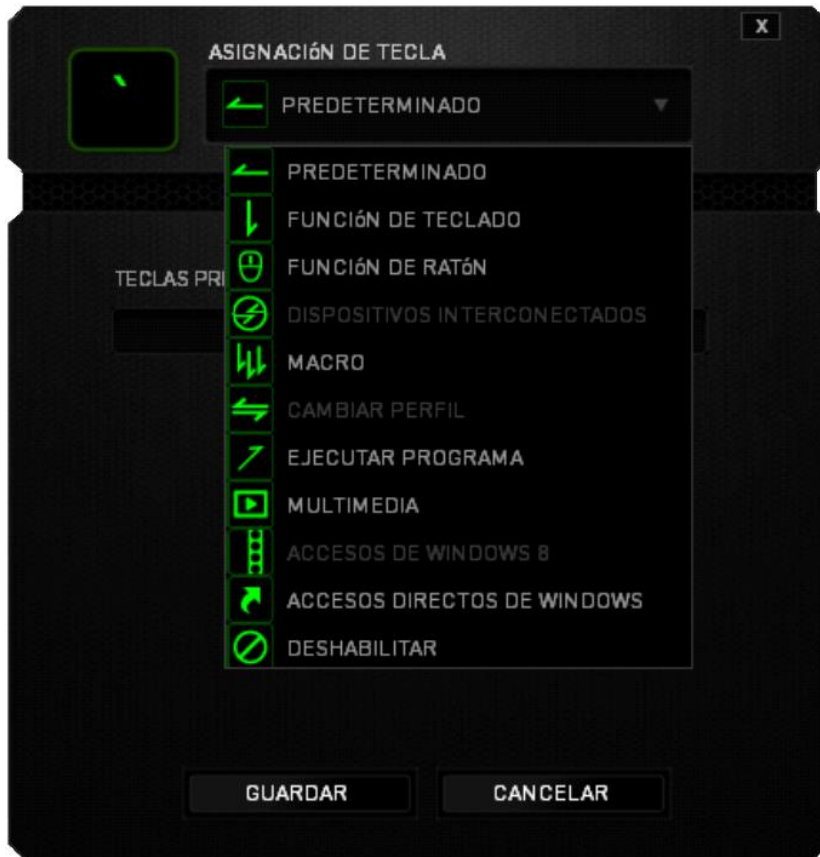 X
ASIGNACIóN DE TECLA
`
PREDETERMINADO
PREDETERMINADO
FUNCIóN DE TECLADO
FUNCIóN DE RATóN
TECLAS
DISPOSITIVOS INTERCONECTADOS
MACRO
CAMBIAR PERFIL
EJECUTAR PROGRAMA
MULTIMEDIA
ACCESOS DE WINDOWS 8
ACCESOS DIRECTOS DE WINDOWS
DESHABILITAR
GUARDAR CANCELAR